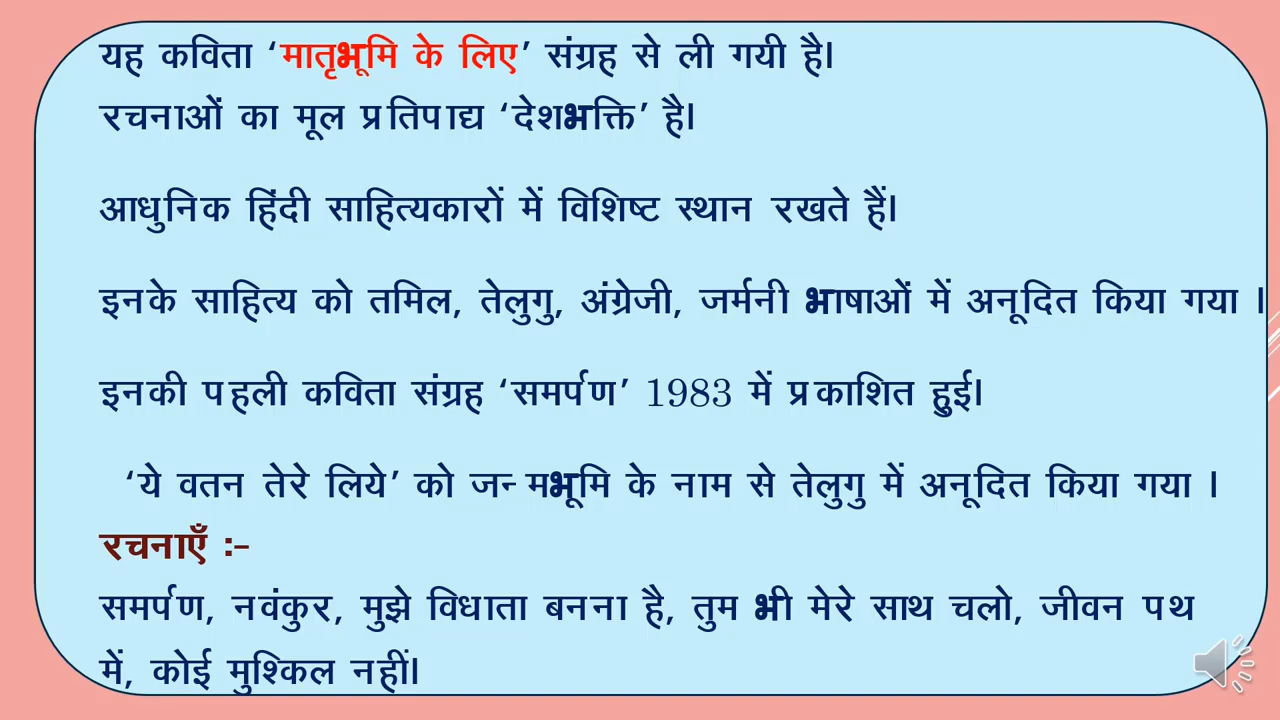 यह कविता ‘मातृभूमि के लिए’ संग्रह से ली गयी है।
रचनाओं का मूल प्रतिपाद्य ‘देशभक्ति’ है।
आधुनिक हिंदी साहित्यकारों में विशिष्ट स्थान रखते हैं।
इनके साहित्य को तमिल, तेलुगु, अंग्रेजी, जर्मनी भाषाओं में अनूदित किया गया ।
इनकी पहली कविता संग्रह ‘समर्पण’ 1983 में प्रकाशित हुई।
‘ये वतन तेरे लिये’ को जन्मभूमि के नाम से तेलुगु में अनूदित किया गया ।
रचनाएँ :-
समर्पण, नवंकुर, मुझे विधाता बनना है, तुम भी मेरे साथ चलो, जीवन पथ
में, कोई मुश्किल नहीं।